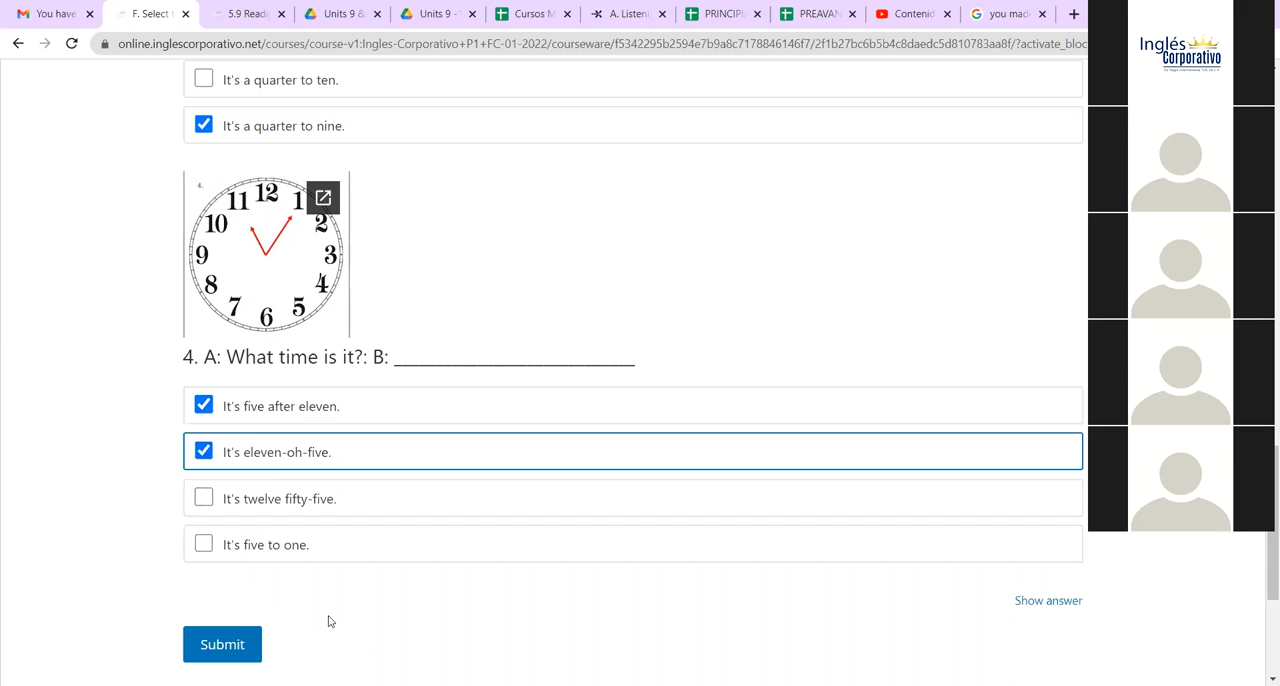 You have
F. Select t
5.9 Readi
Units 9 &
Units 9 -
Cursos M
A. Listeni
PRINCIPI
PREAVAN
Contenid
you mad
online.inglescorporativo.net/courses/course-v1:Ingles-Corporativo+P1+FC-01-2022/courseware/f5342295b2594e7b9a8c7178846146f7/2f1b27bc6b5b4c8daedc5d810783aa8f/?activate_bloc
Inglés
Corporativo
It's a quarter to ten.
It's a quarter to nine.
4.
12
11 1
10 2
9 3
8 4
7 5
6
4. A: What time is it?: B: ___________________________
It's five after eleven.
It's eleven-oh-five.
It's twelve fifty-five.
It's five to one.
Show answer
Submit